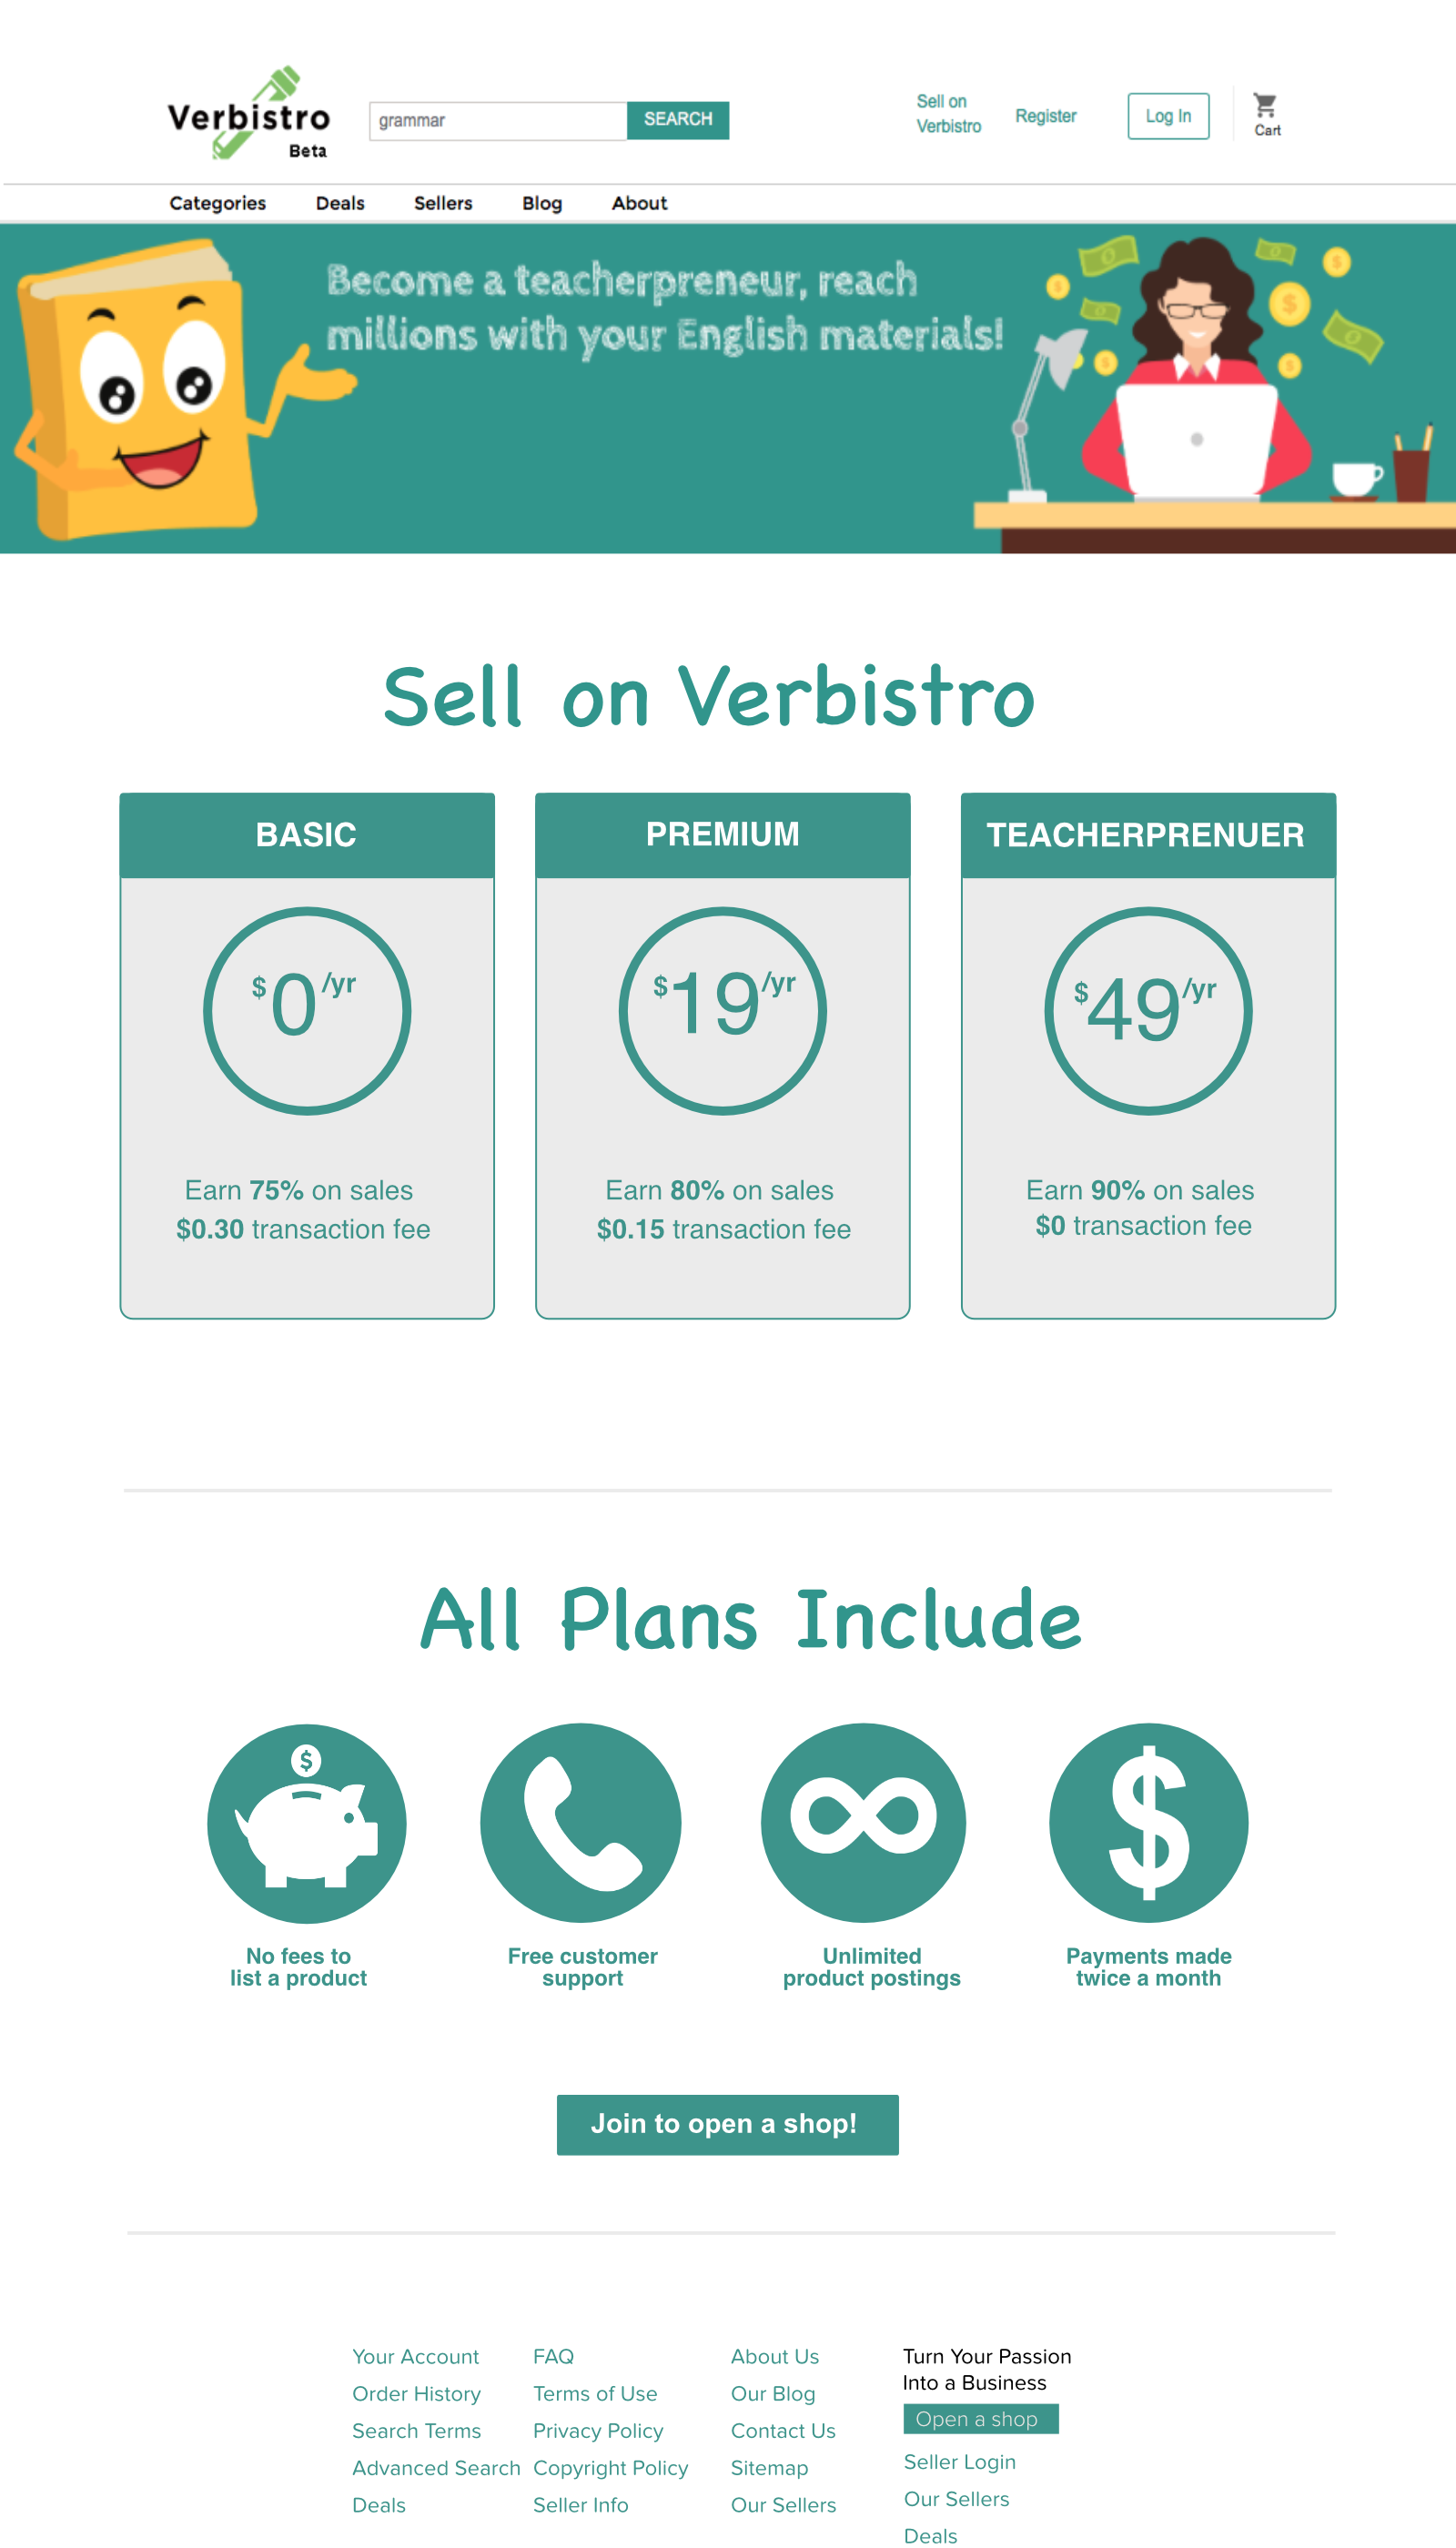 Verbistro
Beta
grammar
SEARCH
Sell on
Verbistro
Register
Log In
Cart
Categories
Deals
Sellers
Blog
About
Become a teacherpreneur, reach
millions with your English materials!
Sell on Verbistro
BASIC
$0/yr
Earn 75% on sales
$0.30 transaction fee
PREMIUM
$19/yr
Earn 80% on sales
$0.15 transaction fee
TEACHERPRENUER
$49/yr
Earn 90% on sales
$0 transaction fee
All Plans Include
No fees to
list a product
Free customer
support
Unlimited
product postings
Payments made
twice a month
Join to open a shop!
Your Account
Order History
Search Terms
Advanced Search
Deals
FAQ
Terms of Use
Privacy Policy
Copyright Policy
Seller Info
About Us
Our Blog
Contact Us
Sitemap
Our Sellers
Turn Your Passion
Into a Business
Open a shop
Seller Login
Our Sellers
Deals